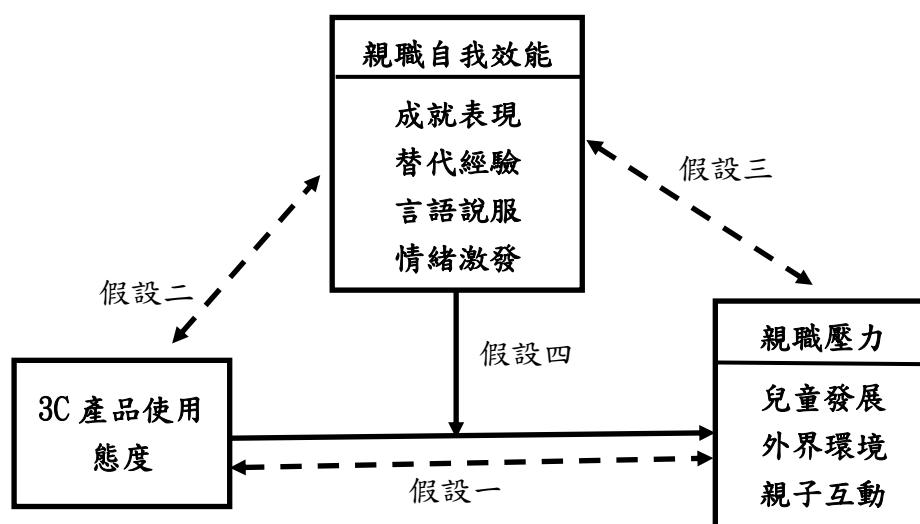 親職自我效能
成就表現
替代經驗
言語說服
情緒激發
假設三
假設二
假設四
親職壓力
兒童發展
外界環境
親子互動
3C 產品使用
態度
假設一